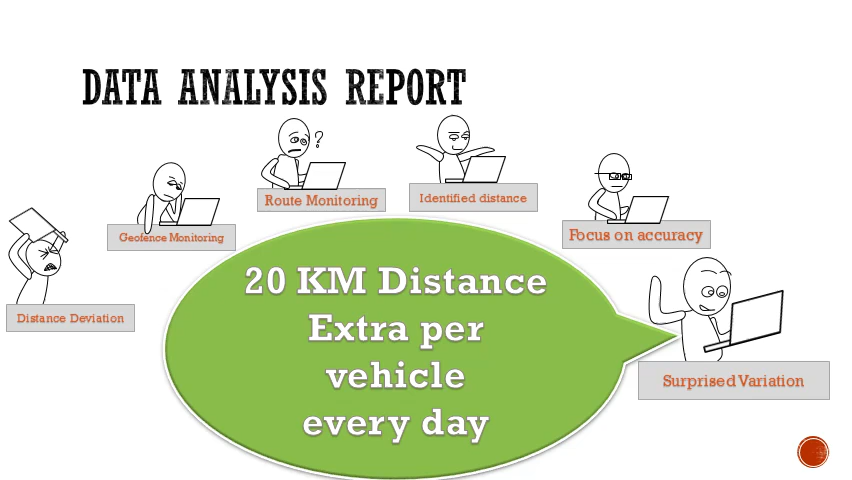 DATA ANALYSIS REPORT
?
Identified distance
Route Monitoring
Geofence Monitoring
Focus on accuracy
Distance Deviation
20 KM Distance
Extra per
vehicle
every day
Surprised Variation